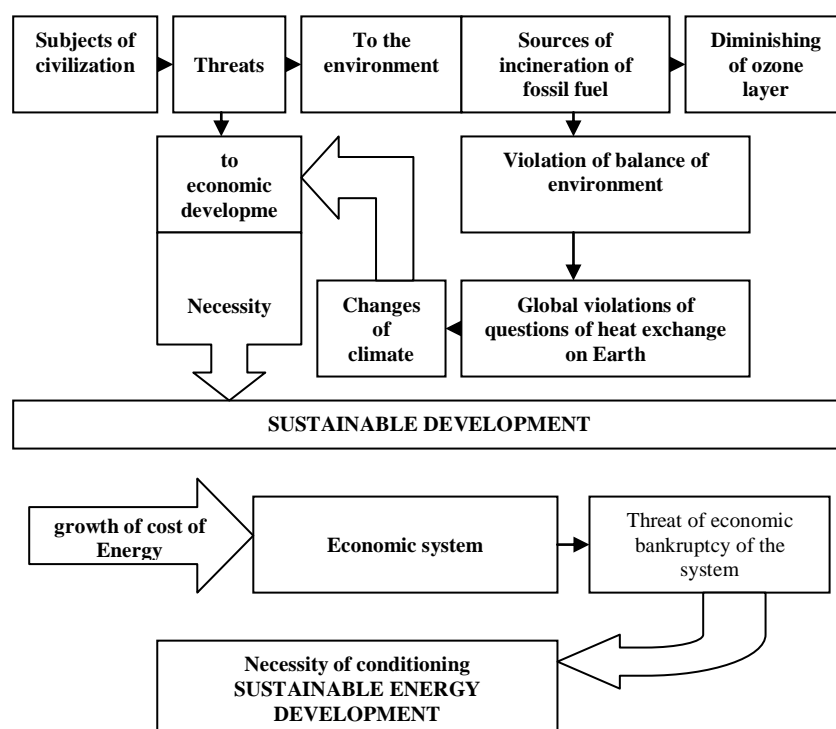 Subjects of
civilization
Threats
To the
environment
Sources of
incineration of
fossil fuel
Diminishing
of ozone
layer
to
economic
developme
Violation of balance of
environment
Necessity
Changes
of
climate
Global violations of
questions of heat exchange
on Earth
SUSTAINABLE DEVELOPMENT
growth of cost of
Energy
Economic system
Threat of economic
bankruptcy of the
system
Necessity of conditioning
SUSTAINABLE ENERGY
DEVELOPMENT